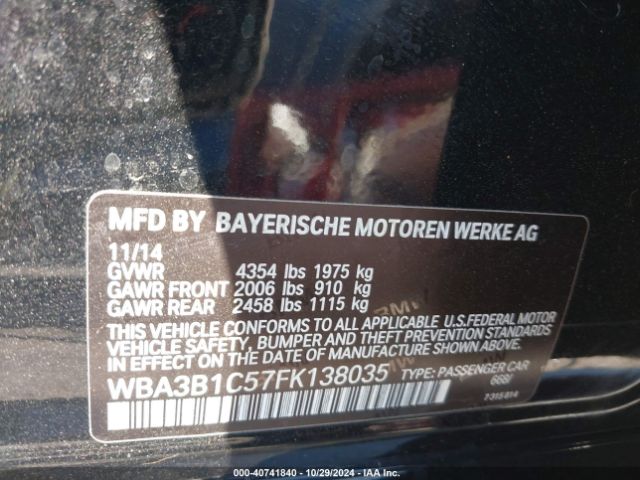 MFD BY BAYERISCHE MOTOREN WERKE AG
11/14
GVWR 4354 lbs 1975 kg
GAWR FRONT 2006 lbs 910 kg
GAWR REAR 2458 lbs 1115 kg
THIS VEHICLE CONFORMS TO ALL APPLICABLE U.S.FEDERAL MOTOR
VEHICLE SAFETY, BUMPER AND THEFT PREVENTION STANDARDS
IN EFFECT ON THE DATE OF MANUFACTURE SHOWN ABOVE.
WBA3B1C57FK138035 TYPE: PASSENGER CAR
668/
7315814
000-40741840 - 10/29/2024 - IAA Inc.